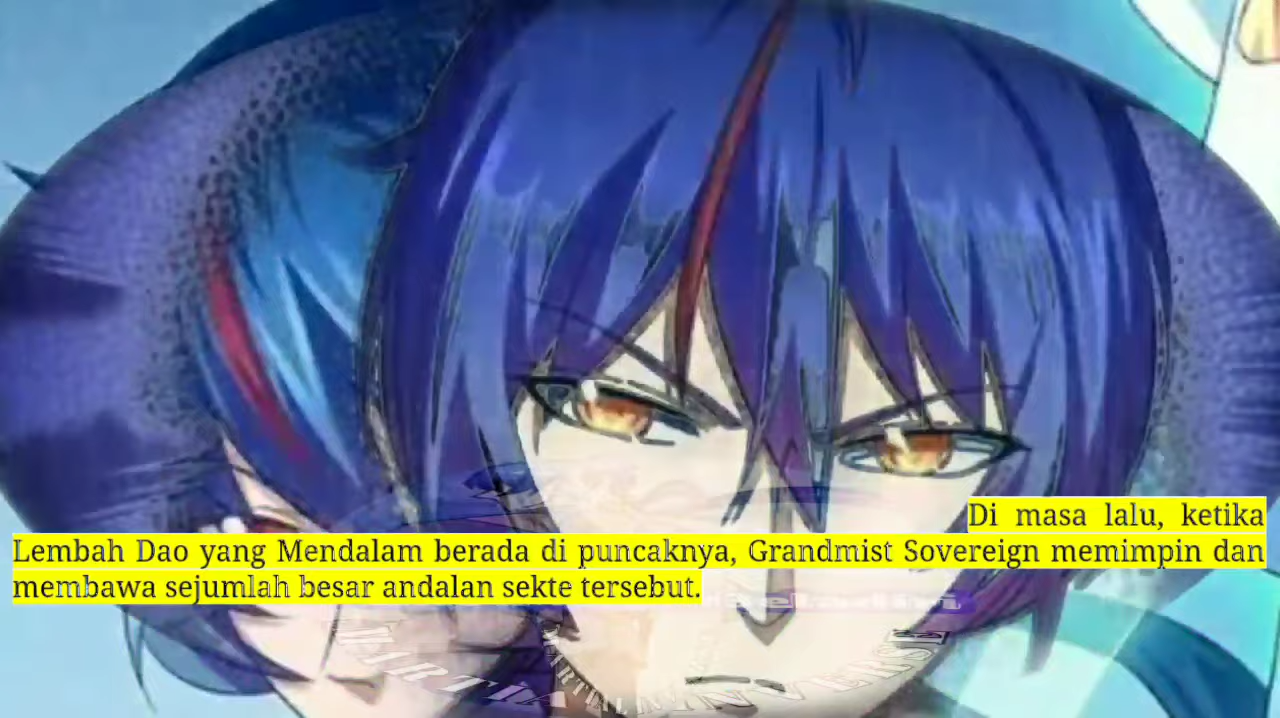 Di masa lalu, ketika
Lembah Dao yang Mendalam berada di puncaknya, Grandmist Sovereign memimpin dan
membawa sejumlah besar andalan sekte tersebut.